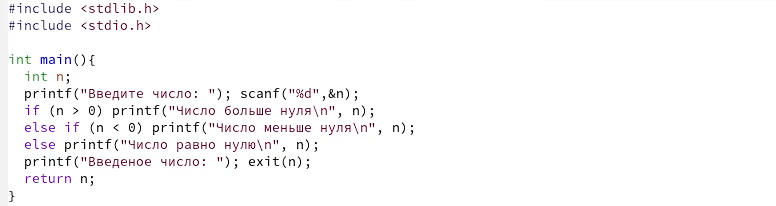 #include <stdlib.h>
#include <stdio.h>
int main(){
int n;
printf("Введите число: "); scanf("%d",&n);
if (n > 0) printf("Число больше нуля\n", n);
else if (n < 0) printf("Число меньше нуля\n", n);
else printf("Число равно нулю\n", n);
printf("Введеное число: "); exit(n);
return n;
}